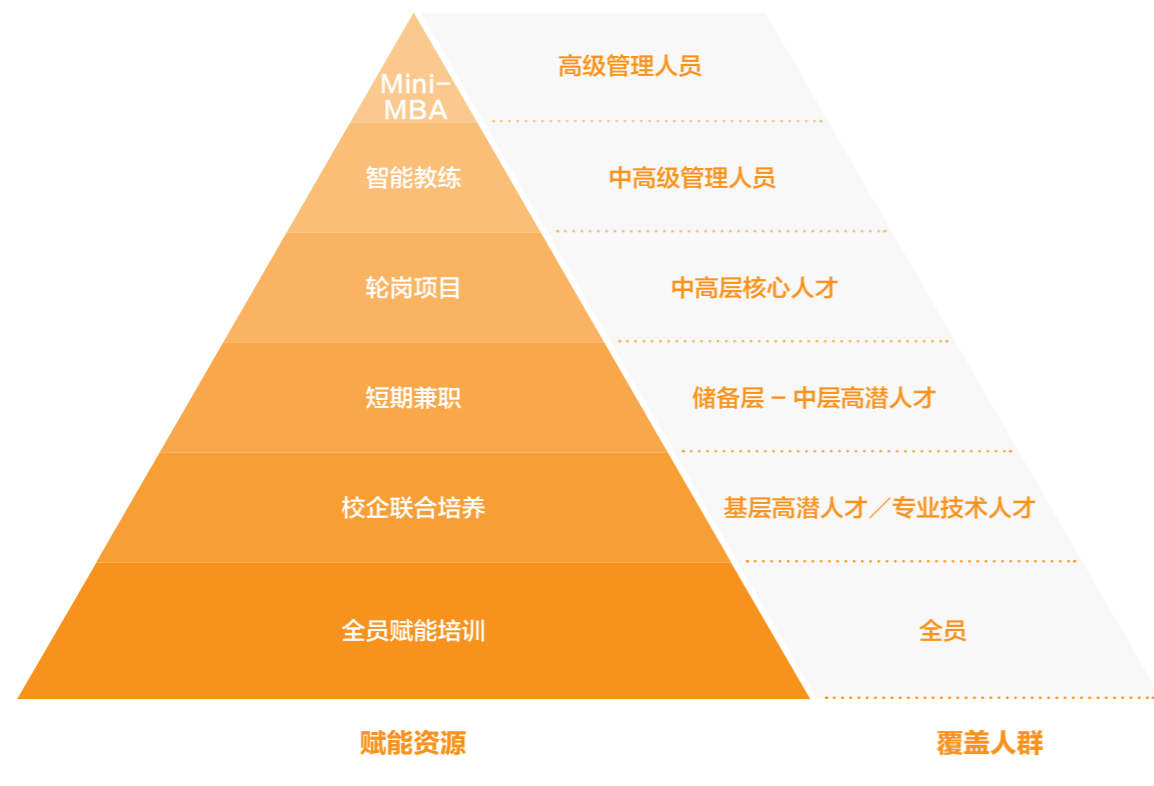 高级管理人员
Mini-
MBA
智能教练
中高级管理人员
轮岗项目
中高层核心人才
短期兼职
储备层 – 中层高潜人才
校企联合培养
基层高潜人才／专业技术人才
全员赋能培训
全员
赋能资源
覆盖人群